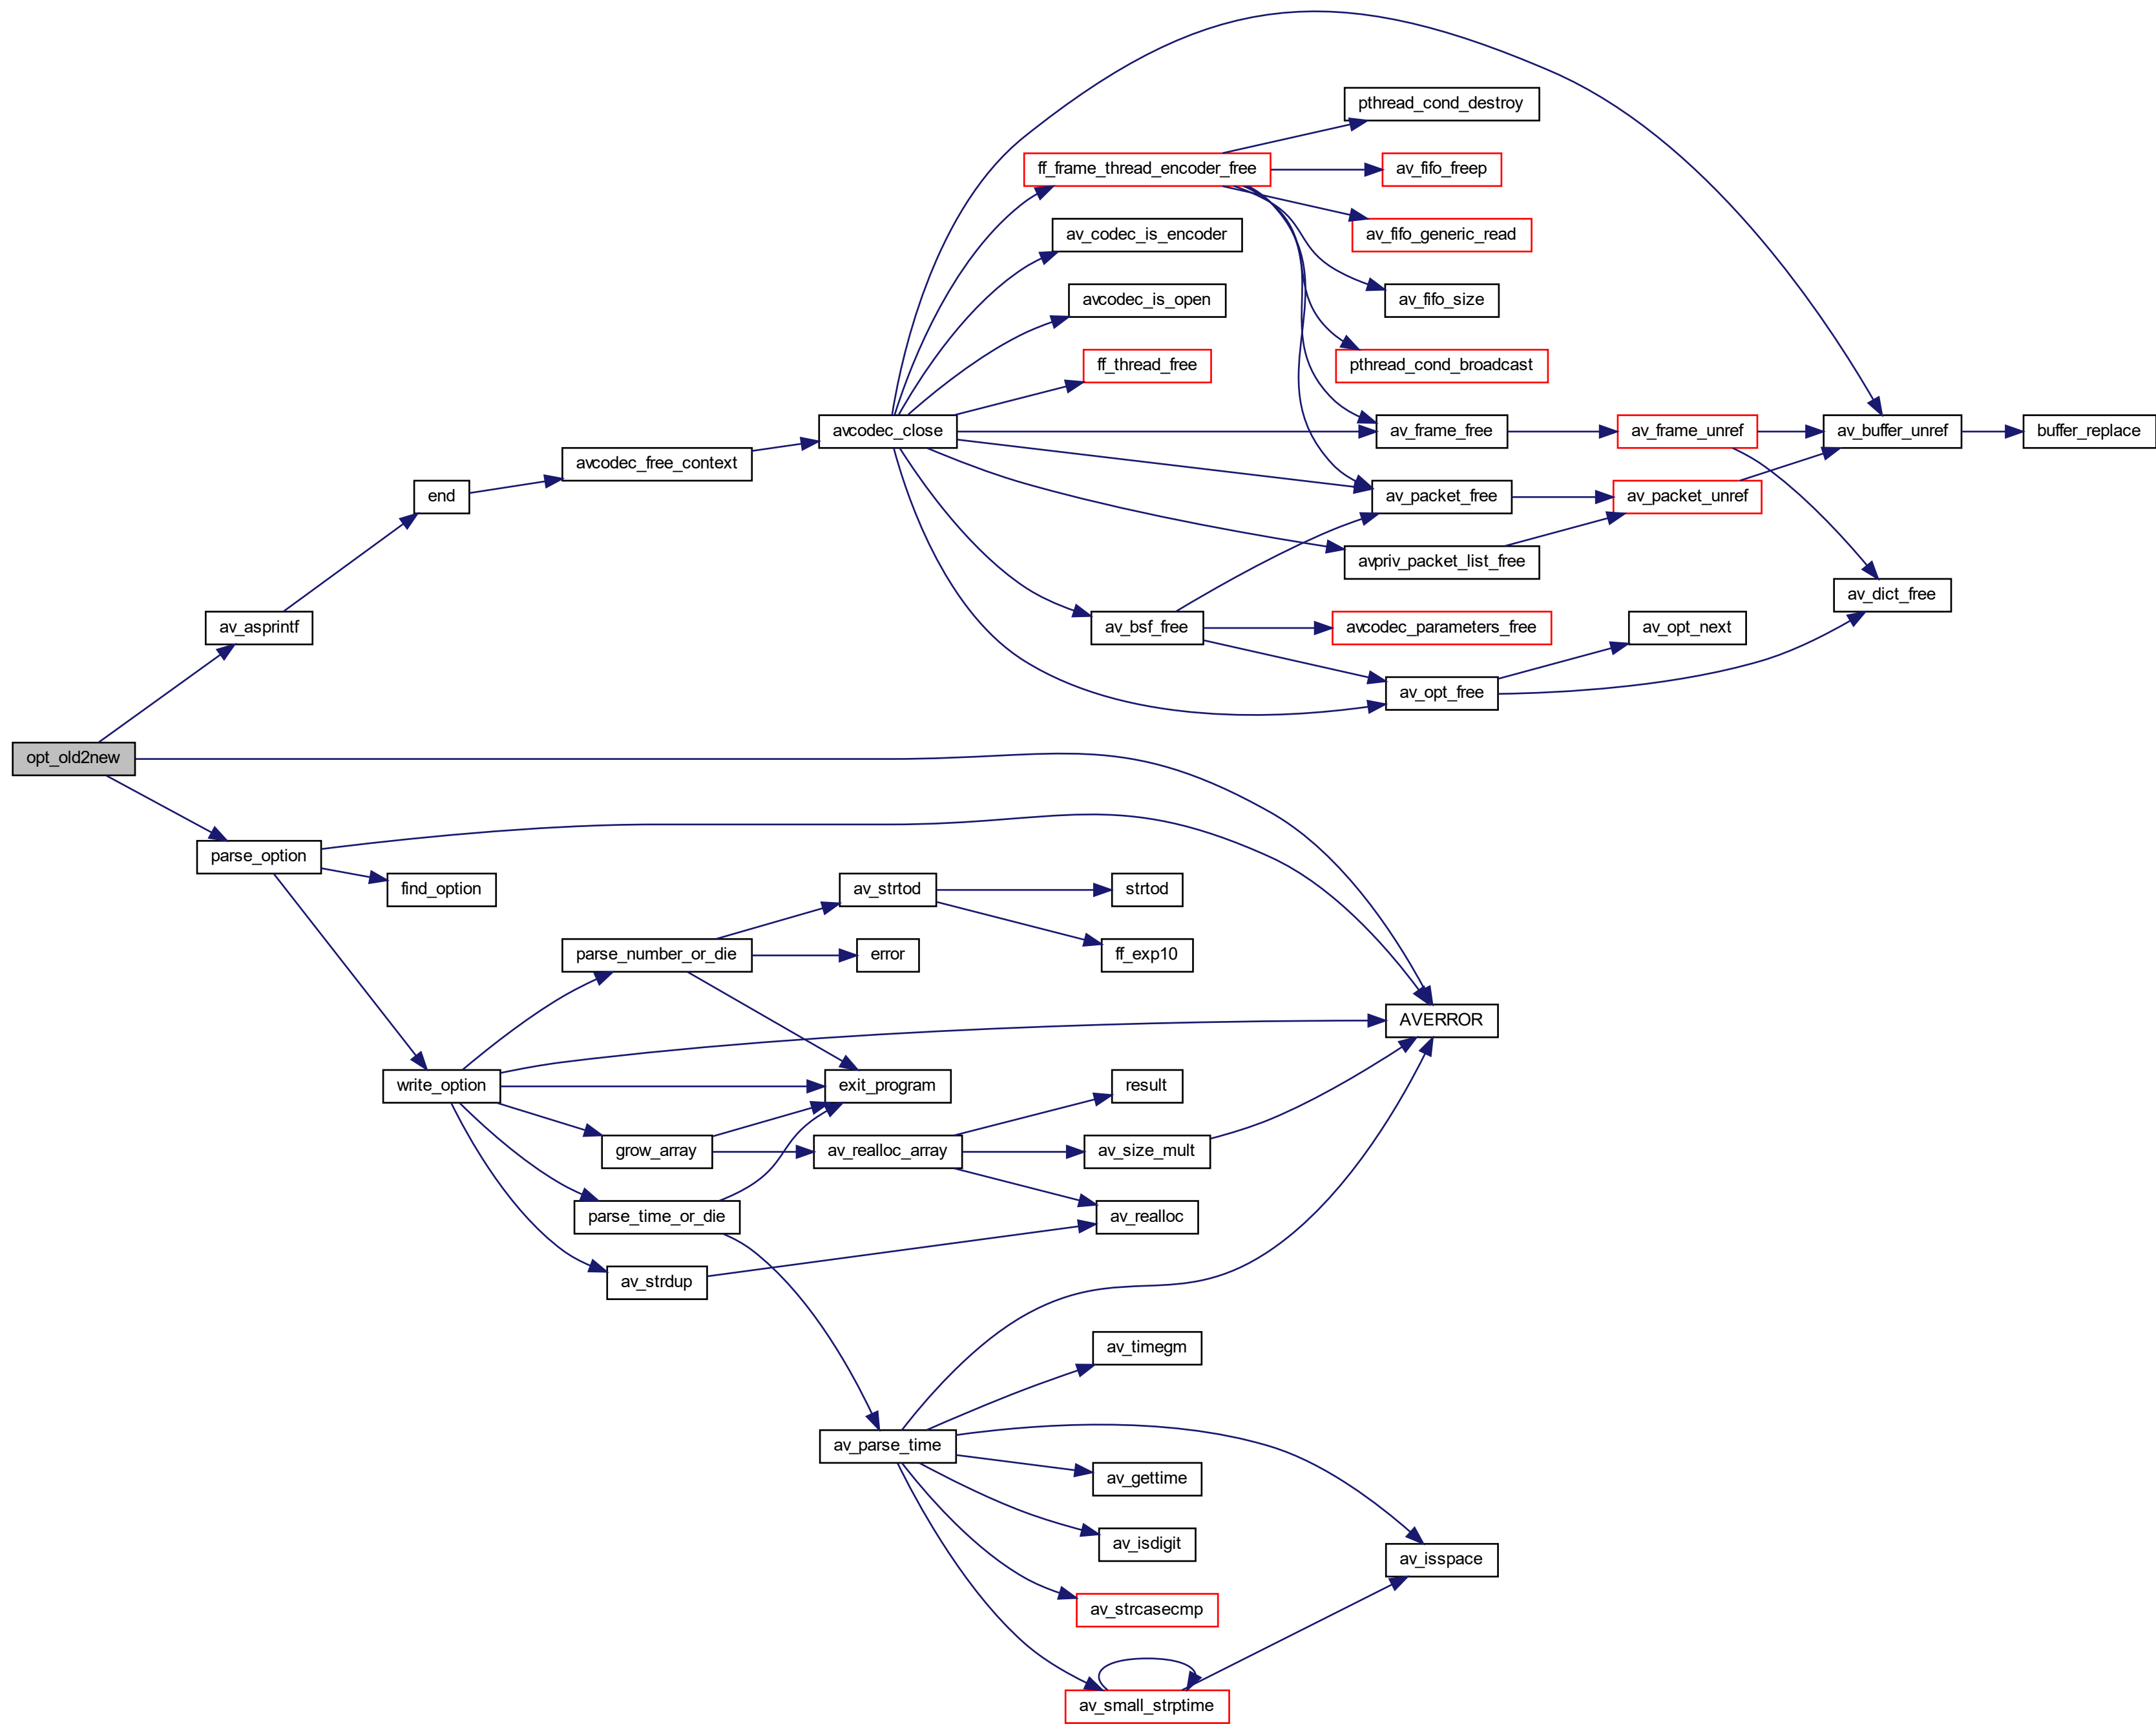 pthread_cond_destroy
ff_frame_thread_encoder_free
av_fifo_freep
av_codec_is_encoder
av_fifo_generic_read
avcodec_is_open
av_fifo_size
ff_thread_free
pthread_cond_broadcast
avcodec_close
av_frame_free
av_frame_unref
av_buffer_unref
buffer_replace
avcodec_free_context
end
av_packet_free
av_packet_unref
avpriv_packet_list_free
av_dict_free
av_asprintf
av_bsf_free
avcodec_parameters_free
av_opt_next
av_opt_free
opt_old2new
parse_option
find_option
av_strtod
strtod
parse_number_or_die
error
ff_exp10
AVERROR
write_option
exit_program
result
grow_array
av_realloc_array
av_size_mult
parse_time_or_die
av_realloc
av_strdup
av_timegm
av_parse_time
av_gettime
av_isdigit
av_isspace
av_strcasecmp
av_small_strptime